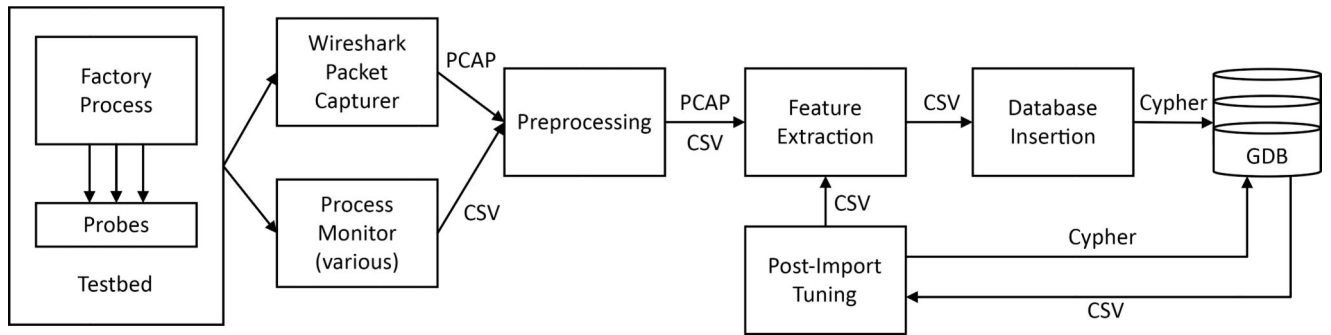 Factory
Process
Probes
Testbed
Wireshark
Packet
Capturer
Process
Monitor
(various)
PCAP
CSV
Preprocessing
PCAP
CSV
Feature
Extraction
CSV
Database
Insertion
Cypher
GDB
CSV
Post-Import
Tuning
Cypher
CSV